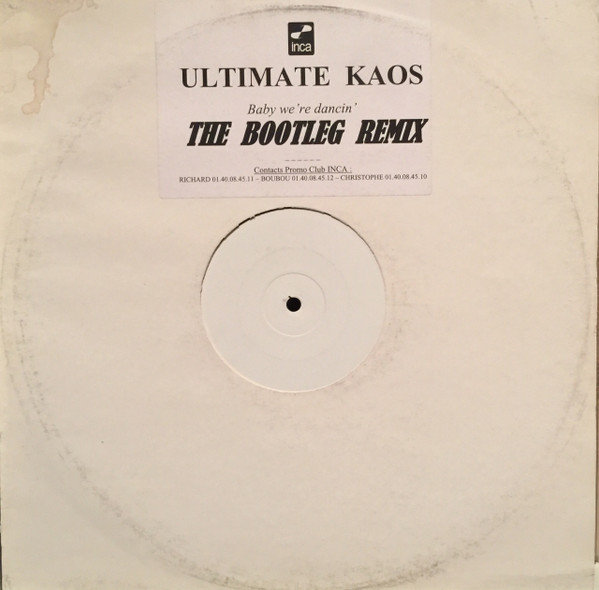 inca
ULTIMATE KAOS
Baby we're dancin'
THE BOOTLEG REMIX
------
Contacts Promo Club INCA :
RICHARD 01.40.08.45.11 – BOUBOU 01.40.08.45.12 – CHRISTOPHE 01.40.08.45.10